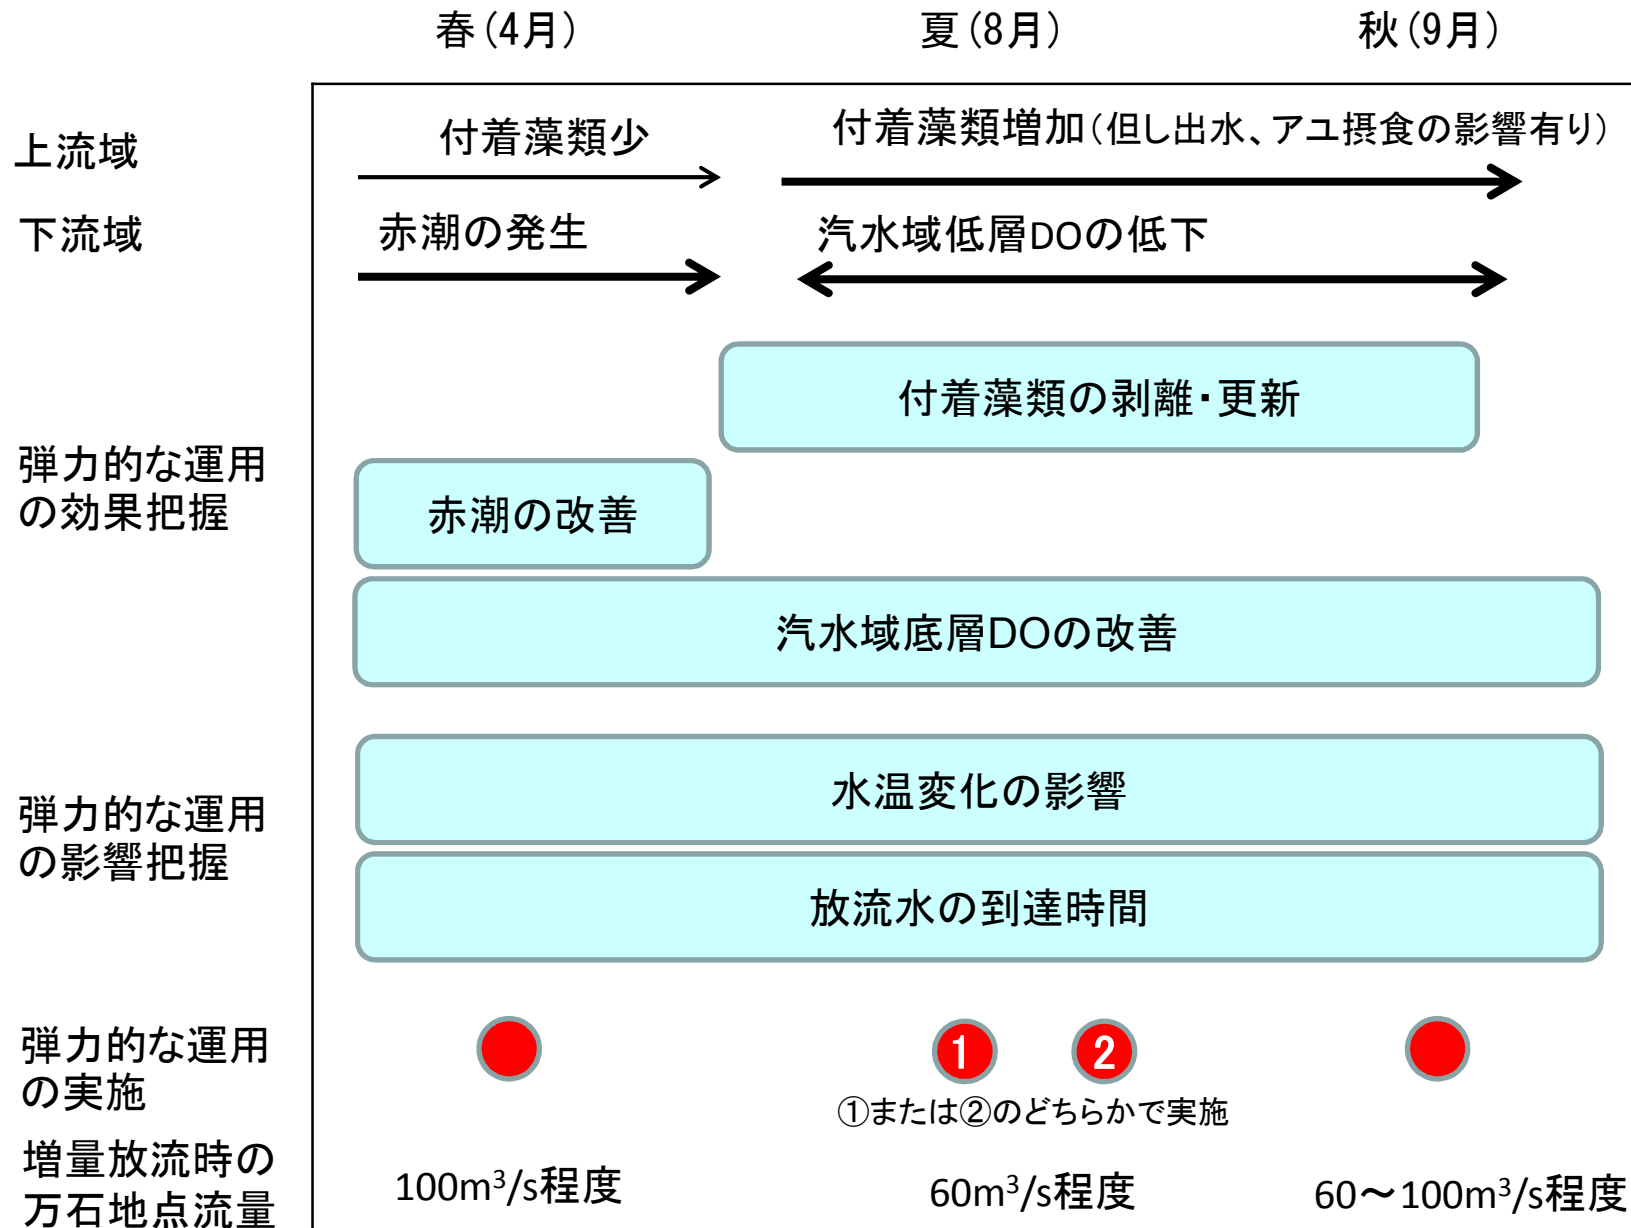 春(4月)
夏(8月)
秋(9月)
上流域
付着藻類少
付着藻類増加(但し出水、アユ摂食の影響有り)
下流域
赤潮の発生
汽水域低層DOの低下
付着藻類の剥離・更新
弾力的な運用
の効果把握
赤潮の改善
汽水域底層DOの改善
弾力的な運用
の影響把握
水温変化の影響
放流水の到達時間
弾力的な運用
の実施
1
2
①または②のどちらかで実施
増量放流時の
万石地点流量
100m³/s程度
60m³/s程度
60～100m³/s程度